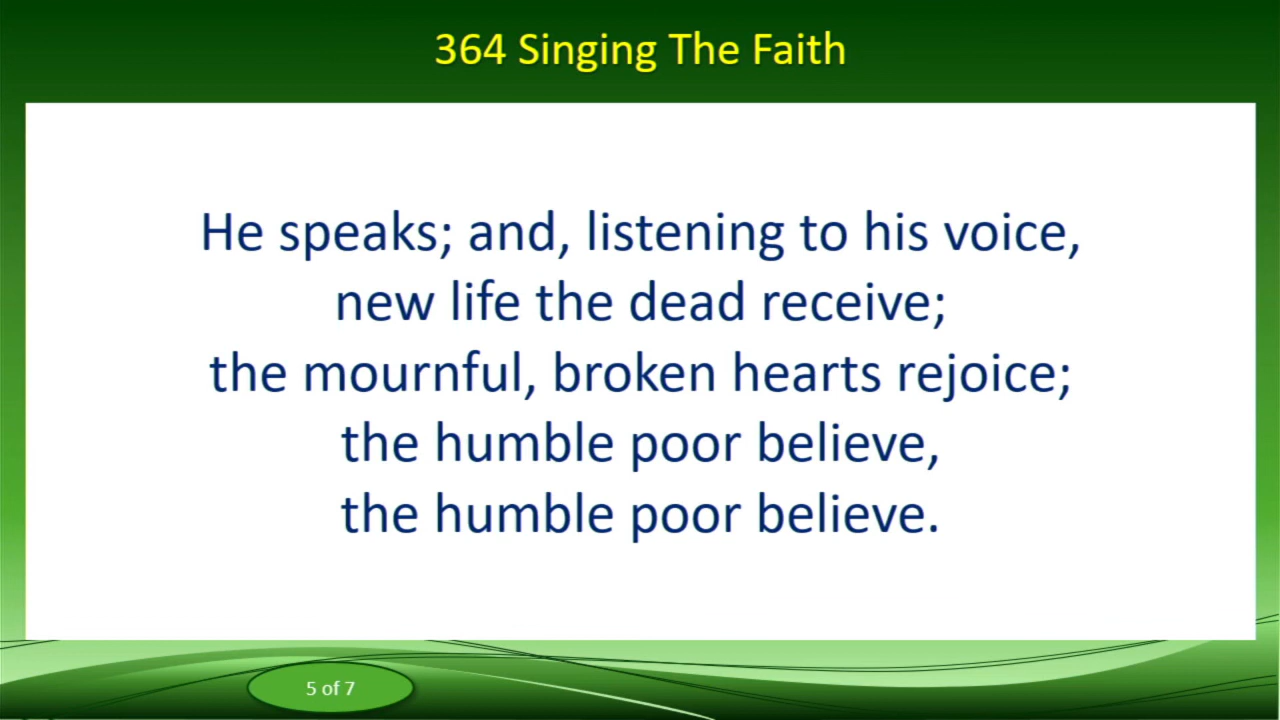 364 Singing The Faith
He speaks; and, listening to his voice,
new life the dead receive;
the mournful, broken hearts rejoice;
the humble poor believe,
the humble poor believe.
5 of 7